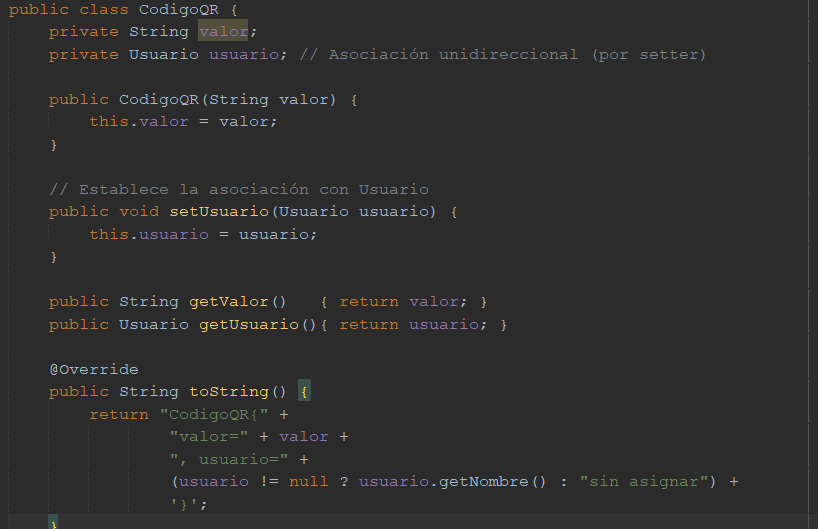 public class CodigoQR {
    private String valor;
    private Usuario usuario; // Asociación unidireccional (por setter)
    public CodigoQR(String valor) {
        this.valor = valor;
    }
    // Establece la asociación con Usuario
    public void setUsuario(Usuario usuario) {
        this.usuario = usuario;
    }
    public String getValor()   { return valor; }
    public Usuario getUsuario(){ return usuario; }
    @Override
    public String toString() {
        return "CodigoQR{" +
                "valor=" + valor +
                ", usuario=" +
                (usuario != null ? usuario.getNombre() : "sin asignar") +
                '}';
    }